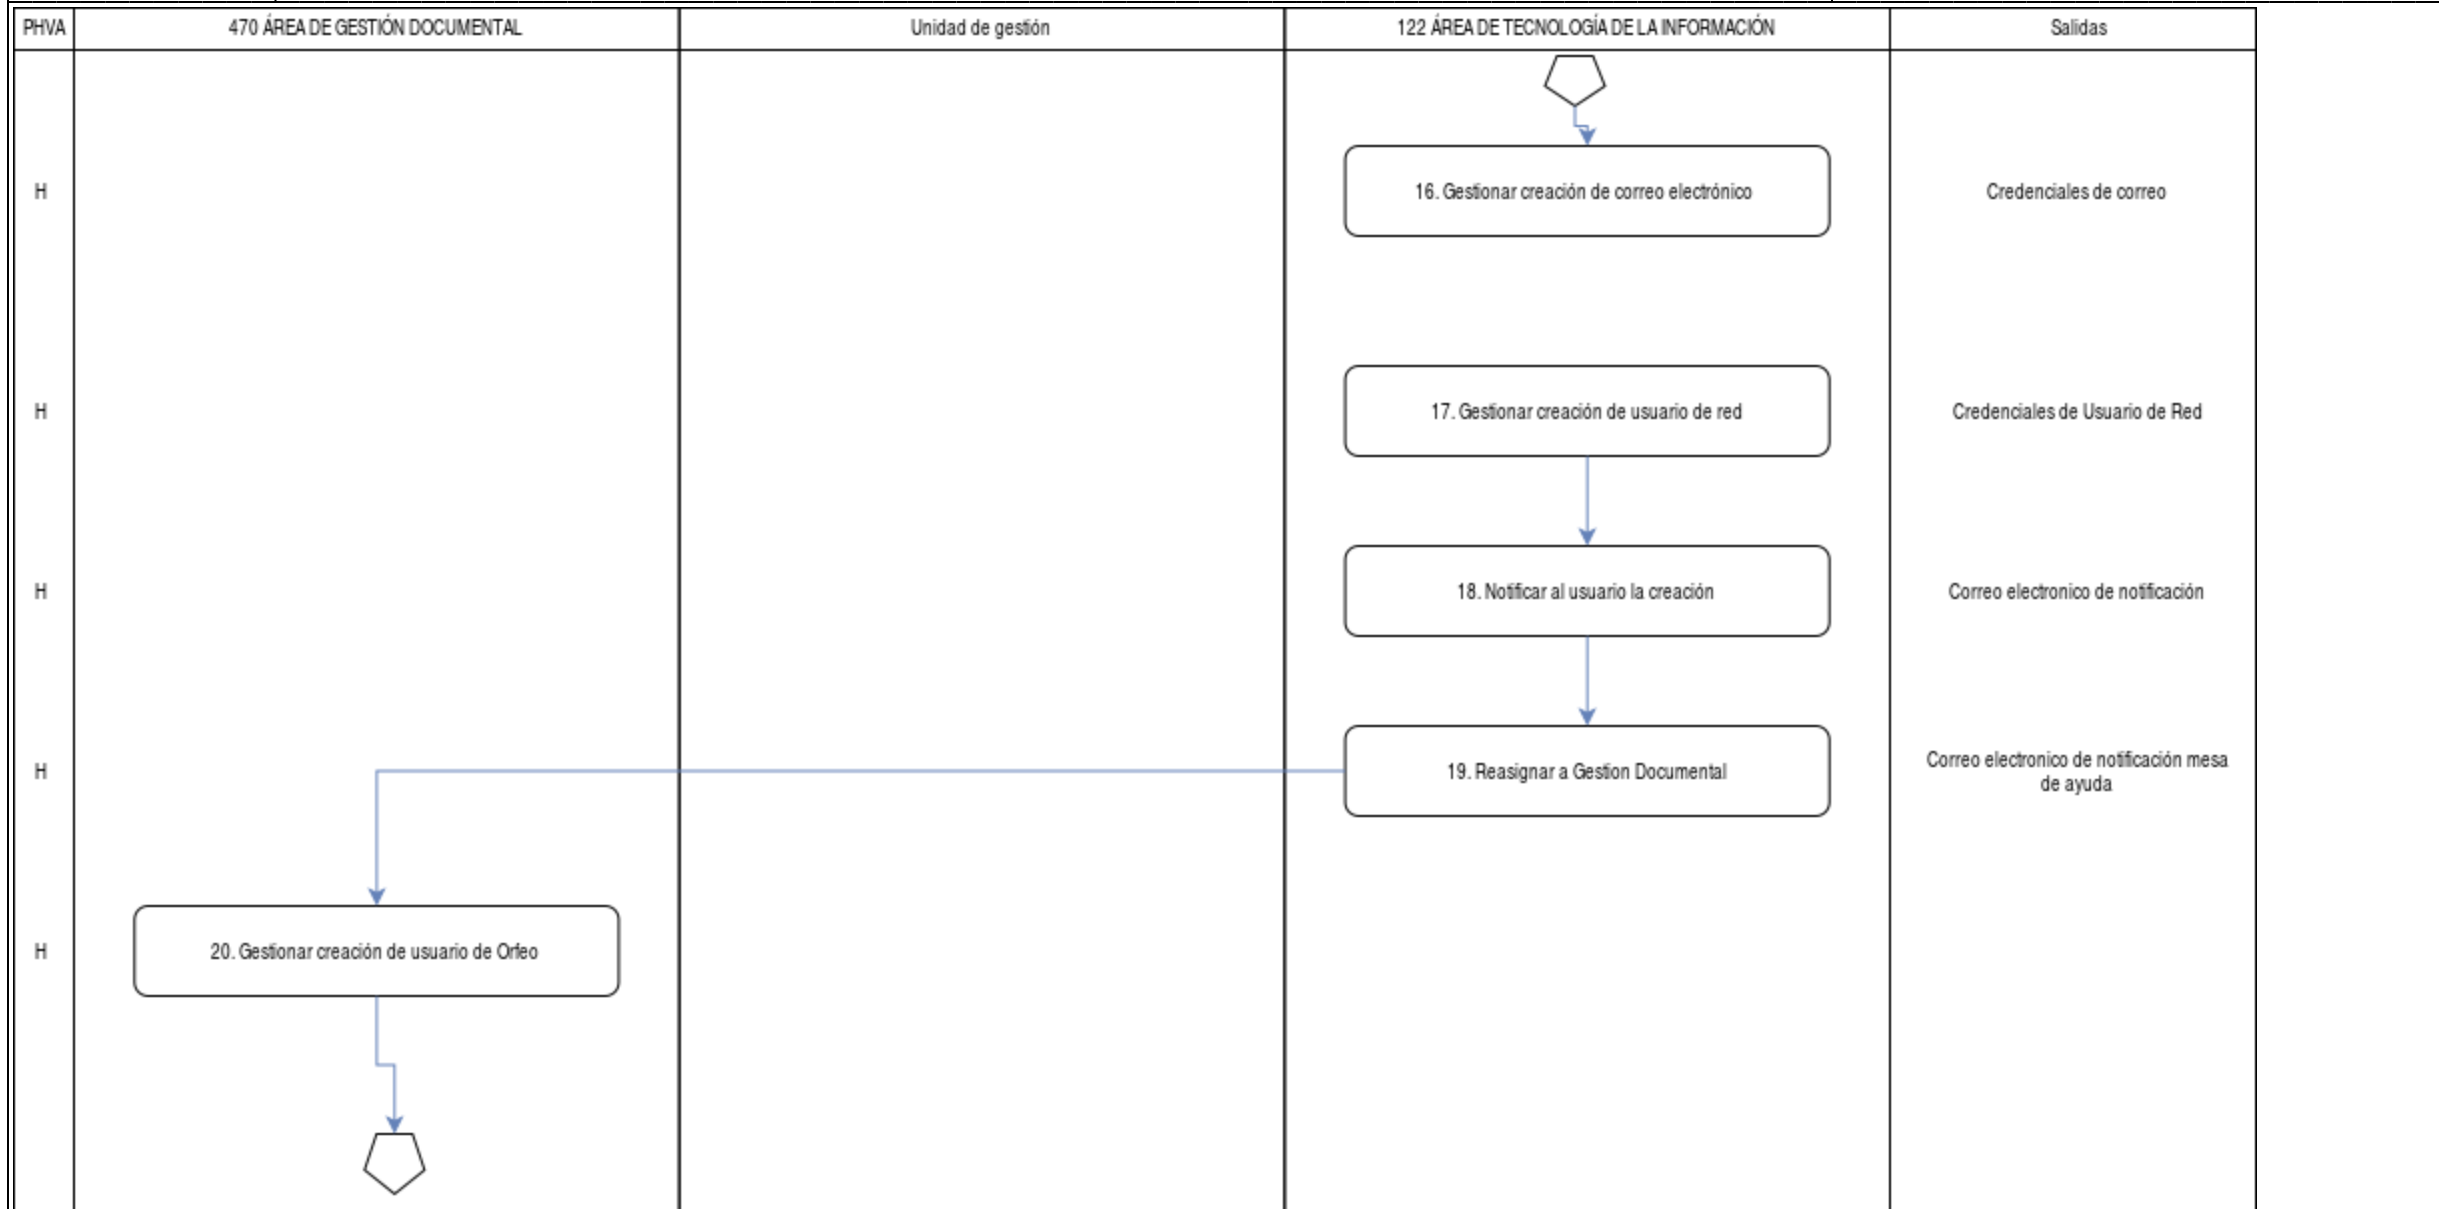 PHVA
470 ÁREA DE GESTIÓN DOCUMENTAL
Unidad de gestión
122 ÁREA DE TECNOLOGÍA DE LA INFORMACIÓN
Salidas
H
16. Gestionar creación de correo electrónico
Credenciales de correo
H
17. Gestionar creación de usuario de red
Credenciales de Usuario de Red
H
18. Notificar al usuario la creación
Correo electronico de notificación
H
19. Reasignar a Gestion Documental
Correo electronico de notificación mesa
de ayuda
H
20. Gestionar creación de usuario de Orfeo